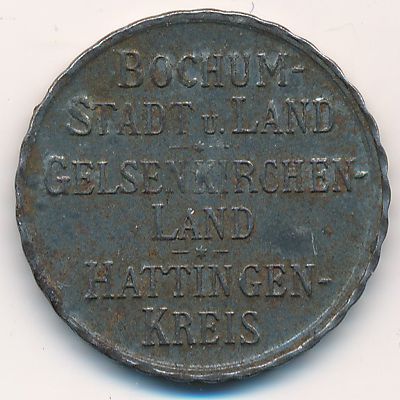 BOCHUM-
STADT U. LAND
GELSENKIRCHEN-
LAND
HATTINGEN-
KREIS